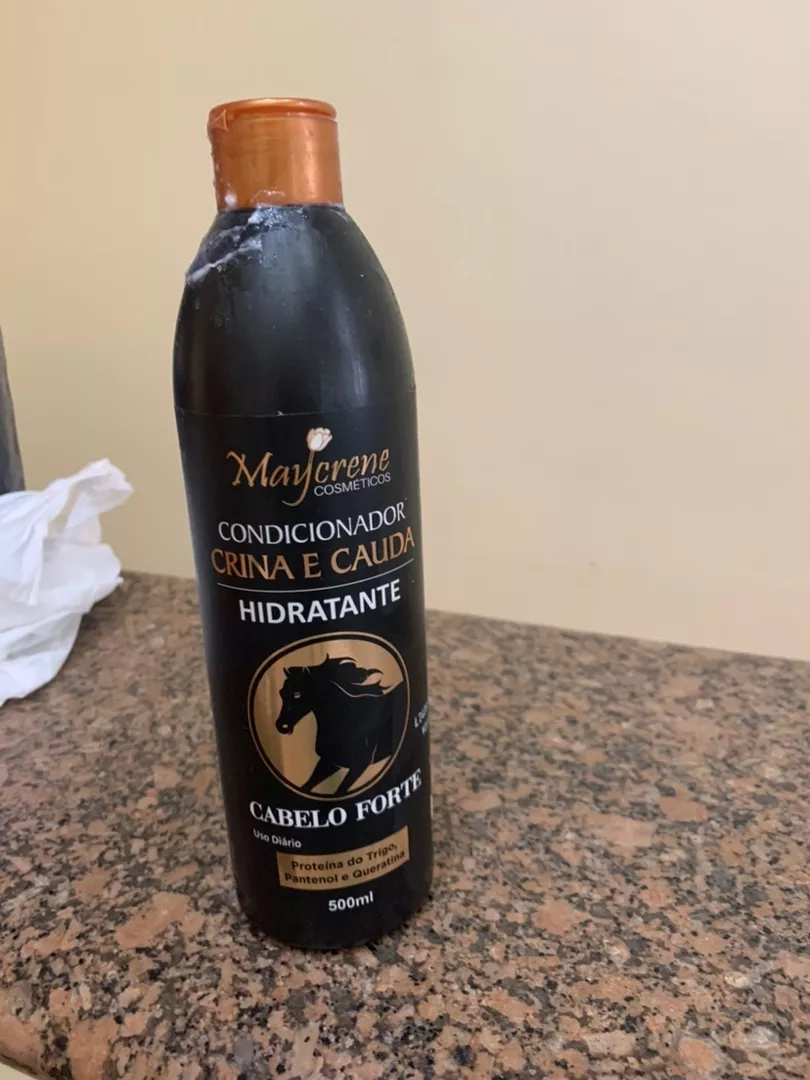 Maycrene
COSMÉTICOS
CONDICIONADOR
CRINA E CAUDA
HIDRATANTE
CABELO FORTE
Uso Diário
Proteína do Trigo,
Pantenol e Queratina
500ml